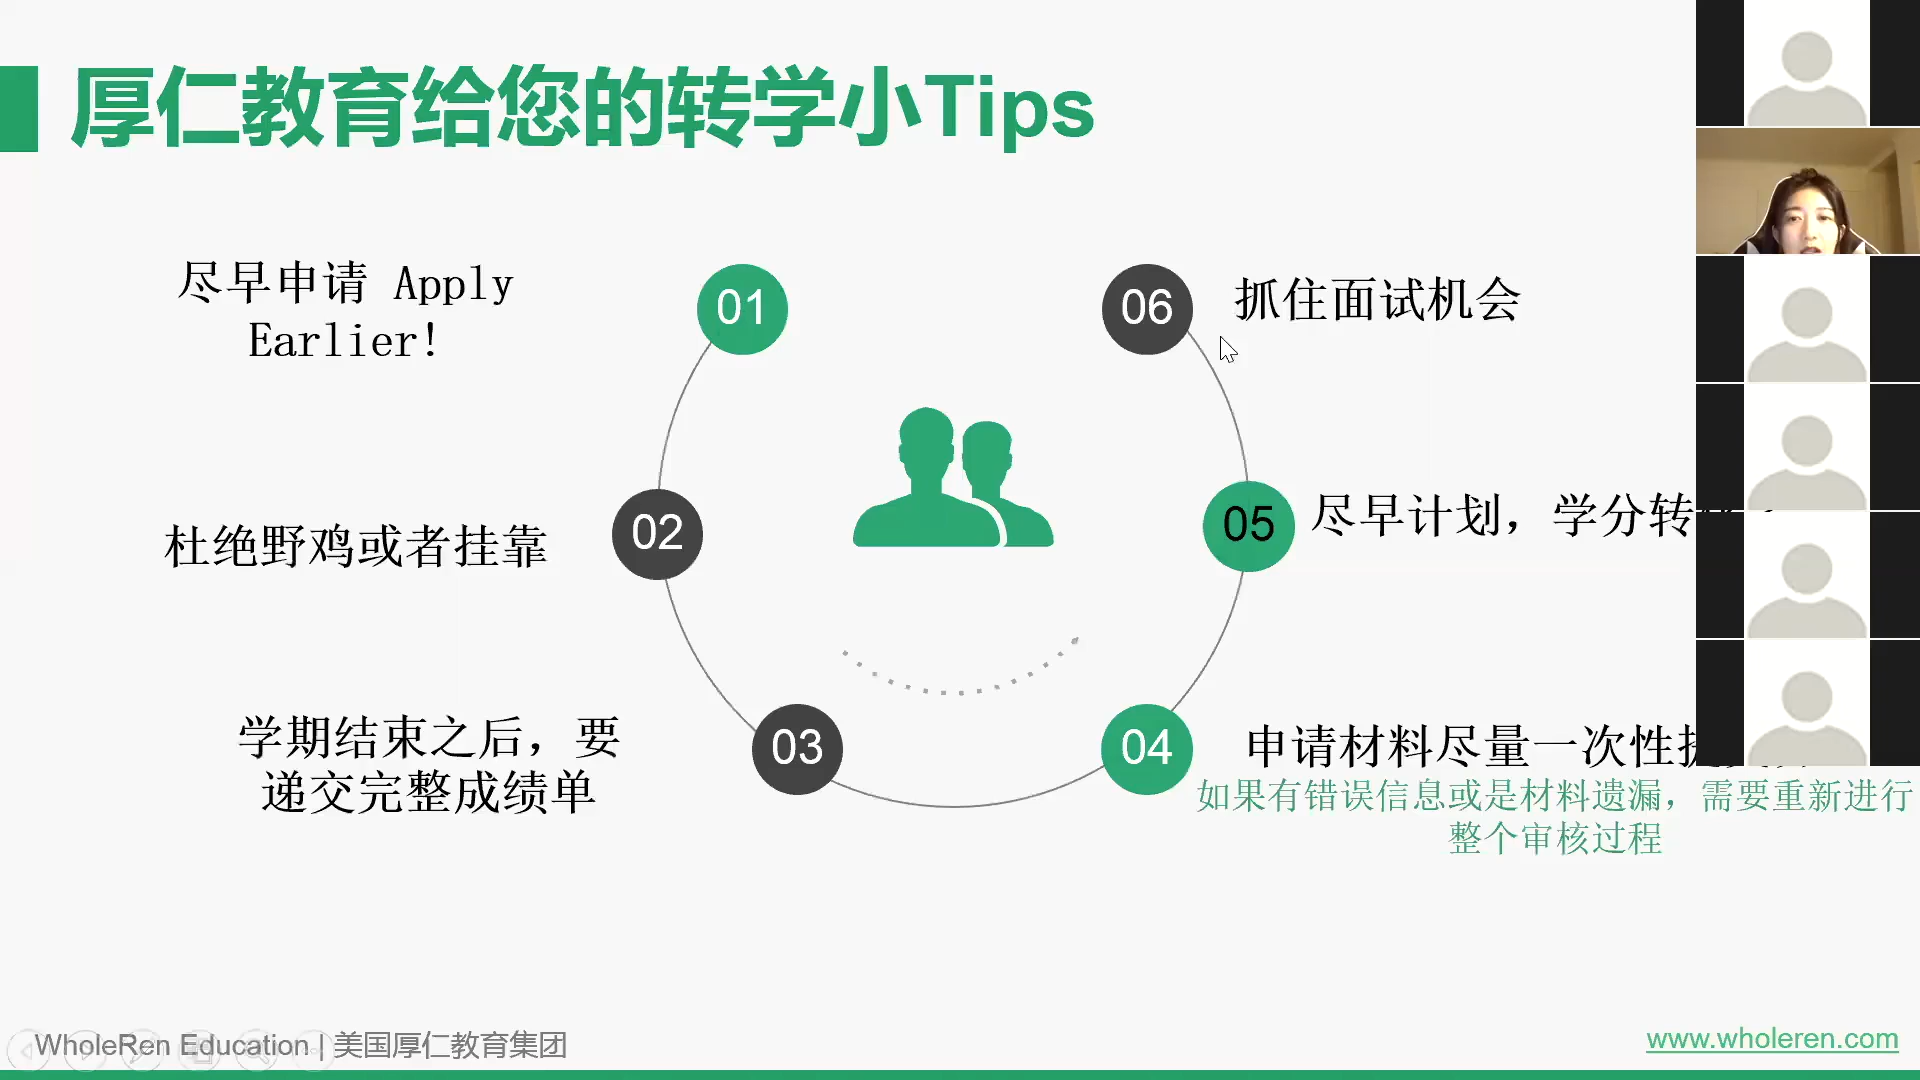 厚仁教育给您的转学小Tips
尽早申请 Apply
Earlier!
01
杜绝野鸡或者挂靠
02
学期结束之后，要
递交完整成绩单
03
04
申请材料尽量一次性
如果有错误信息或是材料遗漏，需要重新进行
整个审核过程
05
尽早计划，学分转
06
抓住面试机会
WholeRen Education | 美国厚仁教育集团
www.wholeren.com